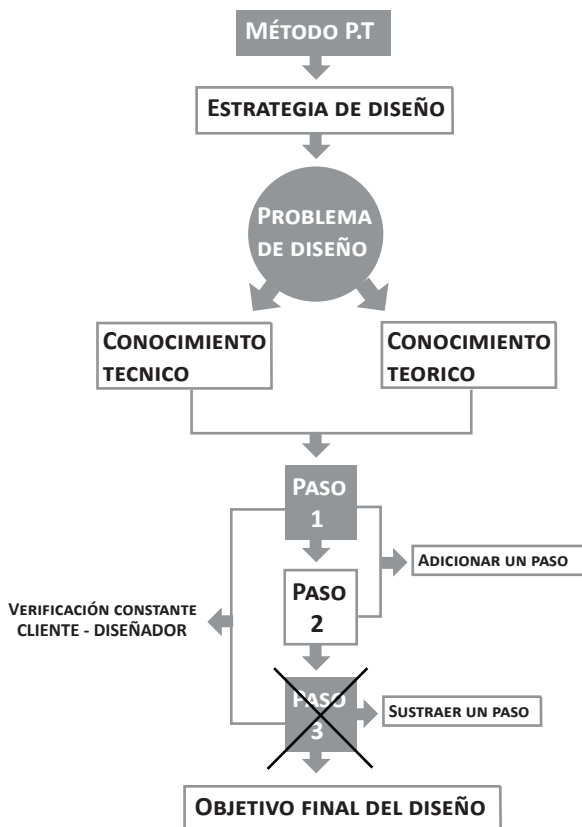 MÉTODO P.T
ESTRATEGIA DE DISEÑO
PROBLEMA
DE DISEÑO
CONOCIMIENTO
TECNICO
CONOCIMIENTO
TEORICO
PASO
1
ADICIONAR UN PASO
PASO
2
VERIFICACIÓN CONSTANTE
CLIENTE - DISEÑADOR
PASO
3
SUSTRAER UN PASO
OBJETIVO FINAL DEL DISEÑO